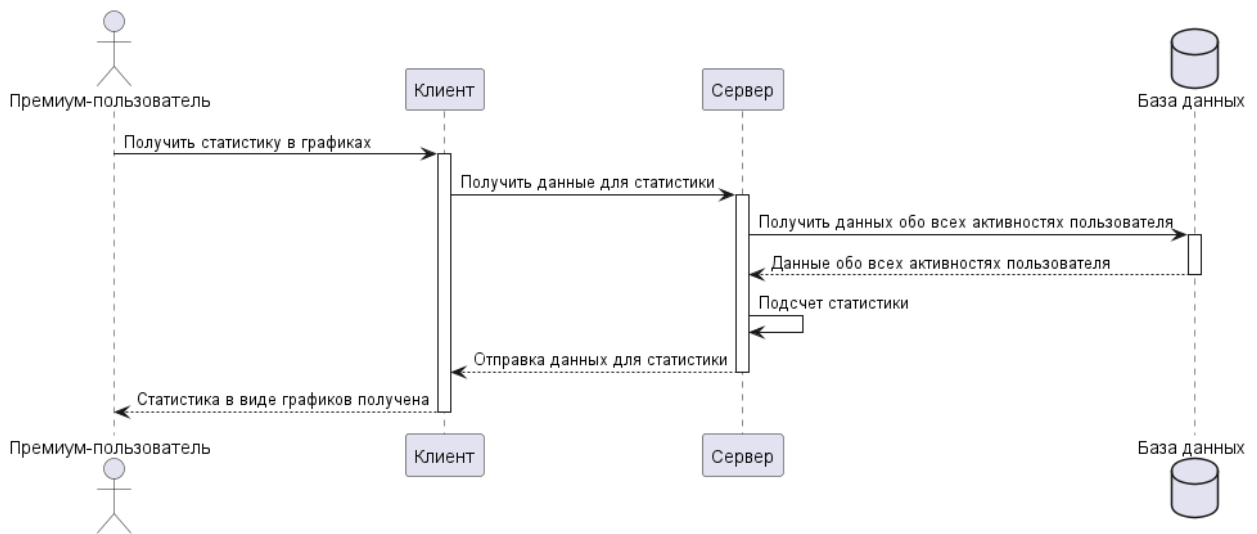 Премиум-пользователь
Клиент
Сервер
База данных
Получить статистику в графиках
Получить данные для статистики
Получить данных обо всех активностях пользователя
Данные обо всех активностях пользователя
Подсчет статистики
Отправка данных для статистики
Статистика в виде графиков получена
Премиум-пользователь
Клиент
Сервер
База данных